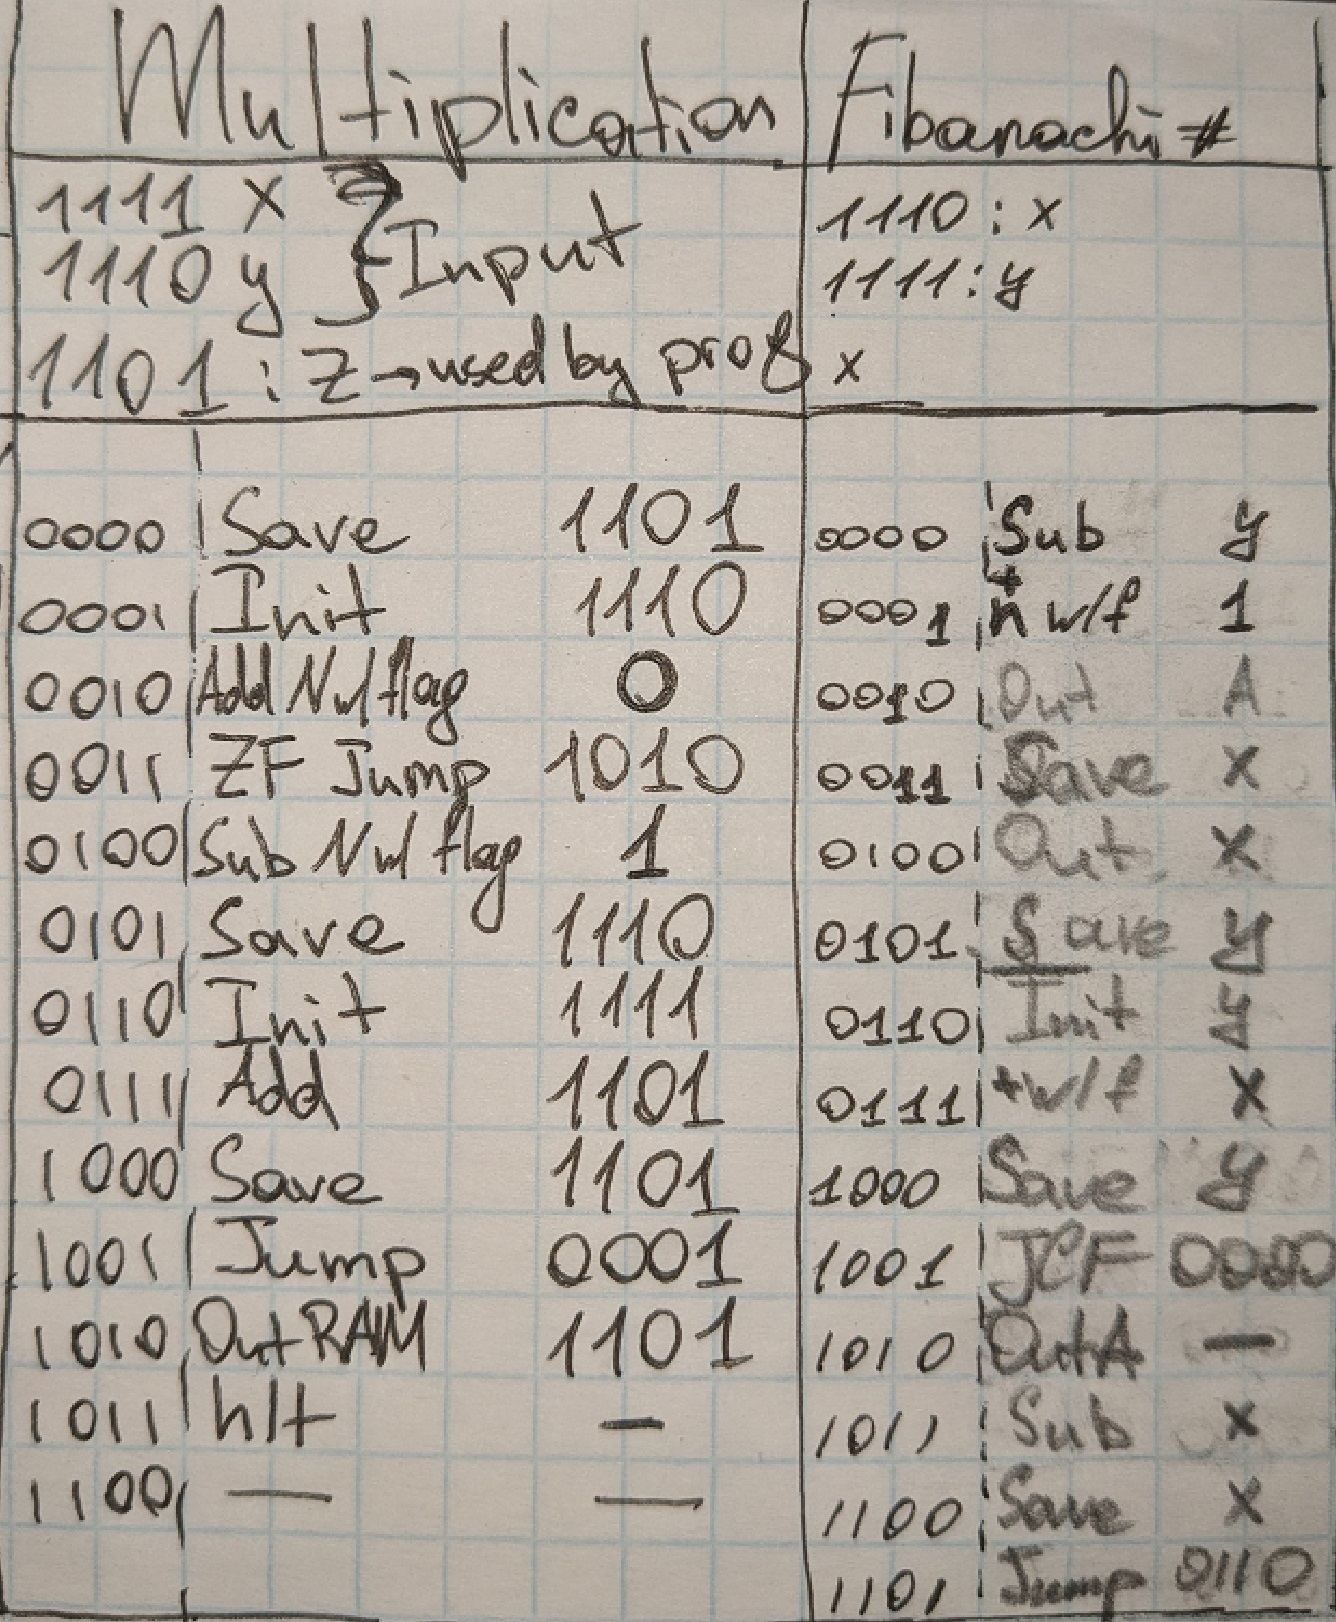 Multiplication
1111 x } Input
1110 y
1101 : Z → used by prog
0000 Save 1101
0001 Init 1110
0010 Add Nul flag 0
0011 ZF Jump 1010
0100 Sub Nul flag 1
0101 Save 1110
0110 Init 1111
0111 Add 1101
1000 Save 1101
1001 Jump 0001
1010 Out RAM 1101
1011 hlt —
1100 — —
Fibanachi #
1110 : x
1111 : y
x
0000 Sub y
0001 + w/f 1
0010 Out A
0011 Save x
0100 Out x
0101 Save y
0110 Init y
0111 + w/f x
1000 Save y
1001 JCF 0000
1010 Out A —
1011 Sub x
1100 Save x
1101 Jump 0110